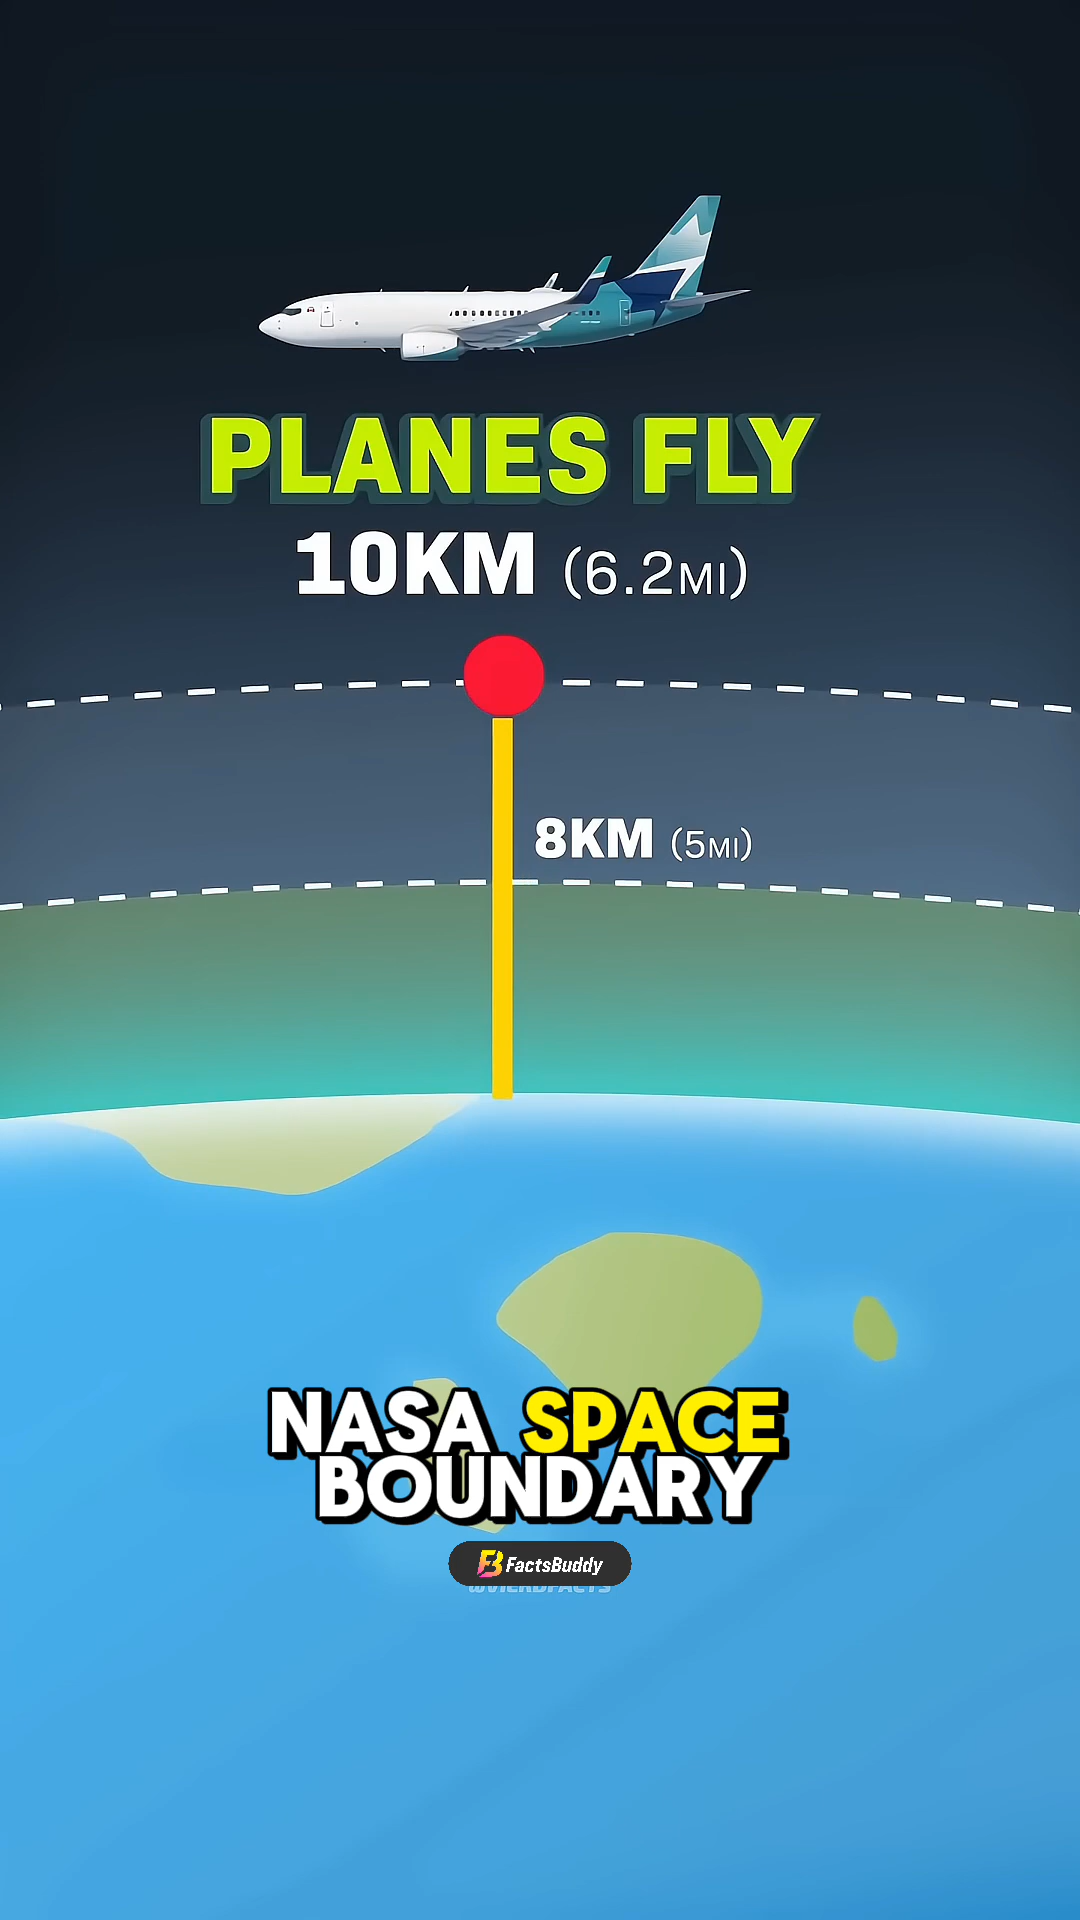 PLANES FLY
10KM (6.2MI)
8KM (5MI)
NASA SPACE
BOUNDARY
FactsBuddy